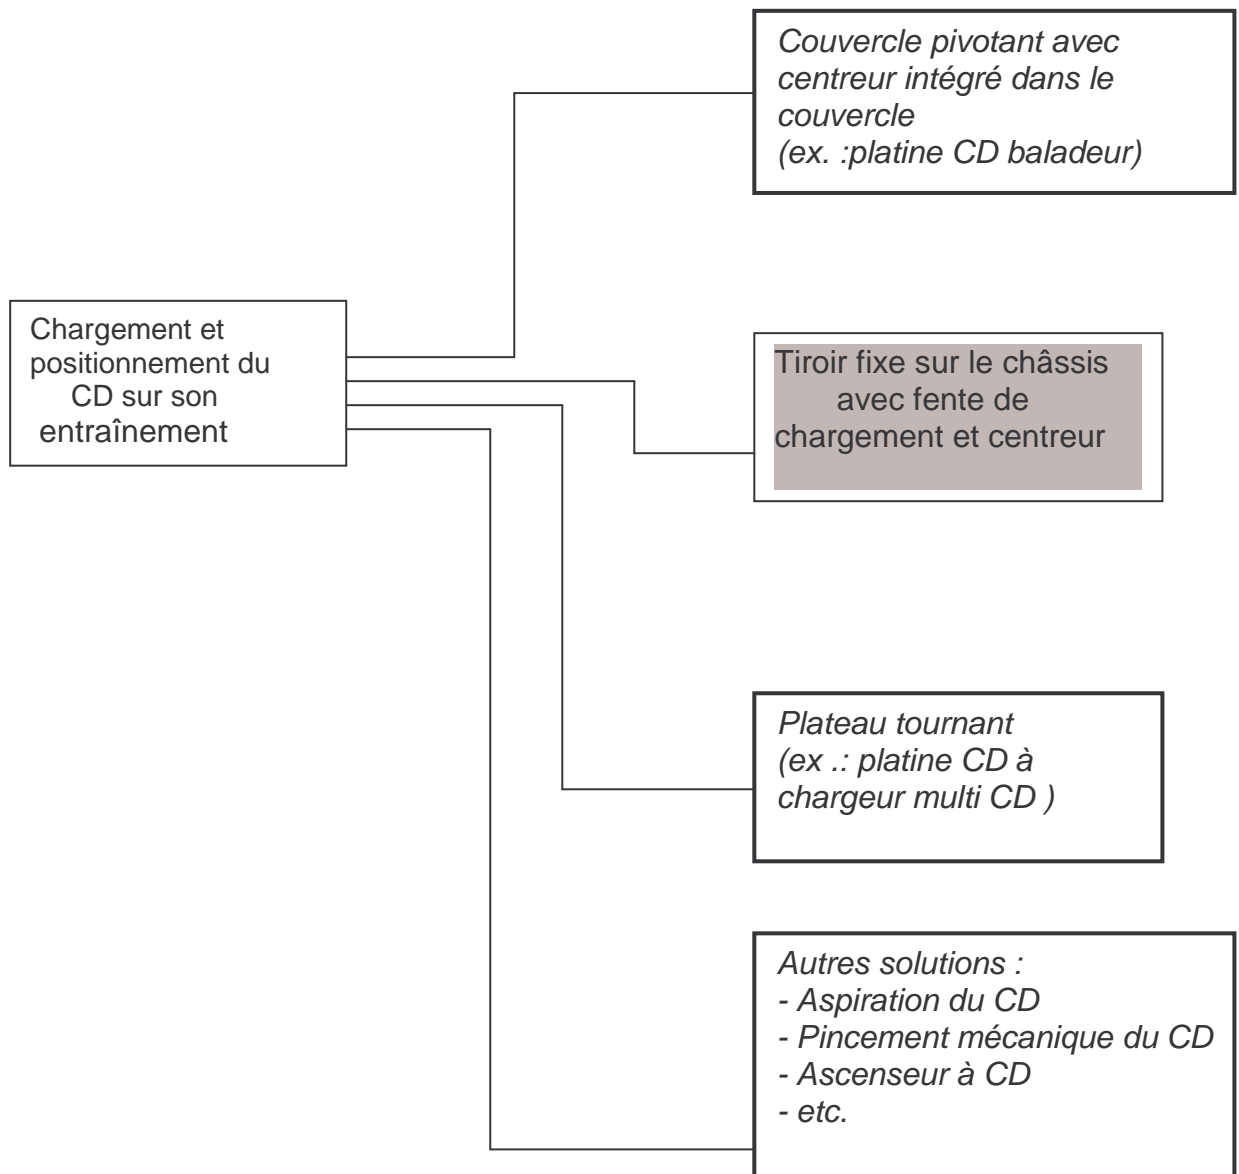 Couvercle pivotant avec
centreur intégré dans le
couvercle
(ex. :platine CD baladeur)
Chargement et
positionnement du
CD sur son
entraînement
Tiroir fixe sur le châssis
avec fente de
chargement et centreur
Plateau tournant
(ex .: platine CD à
chargeur multi CD )
Autres solutions :
- Aspiration du CD
- Pincement mécanique du CD
- Ascenseur à CD
- etc.